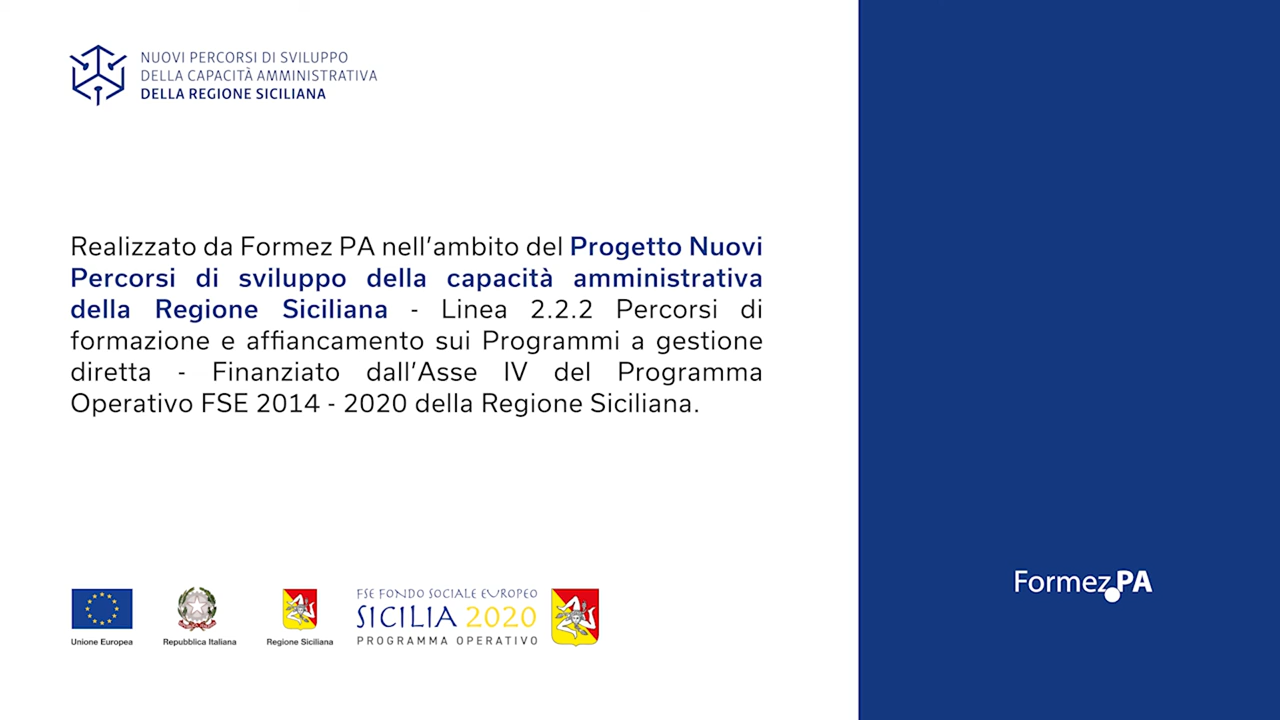 NUOVI PERCORSI DI SVILUPPO
DELLA CAPACITÀ AMMINISTRATIVA
DELLA REGIONE SICILIANA
Realizzato da Formez PA nell'ambito del Progetto Nuovi
Percorsi di sviluppo della capacità amministrativa
della Regione Siciliana - Linea 2.2.2 Percorsi di
formazione e affiancamento sui Programmi a gestione
diretta - Finanziato dall'Asse IV del Programma
Operativo FSE 2014 - 2020 della Regione Siciliana.
Unione Europea
Repubblica Italiana
Regione Siciliana
FSE FONDO SOCIALE EUROPEO
SICILIA 2020
PROGRAMMA OPERATIVO
Formez.PA